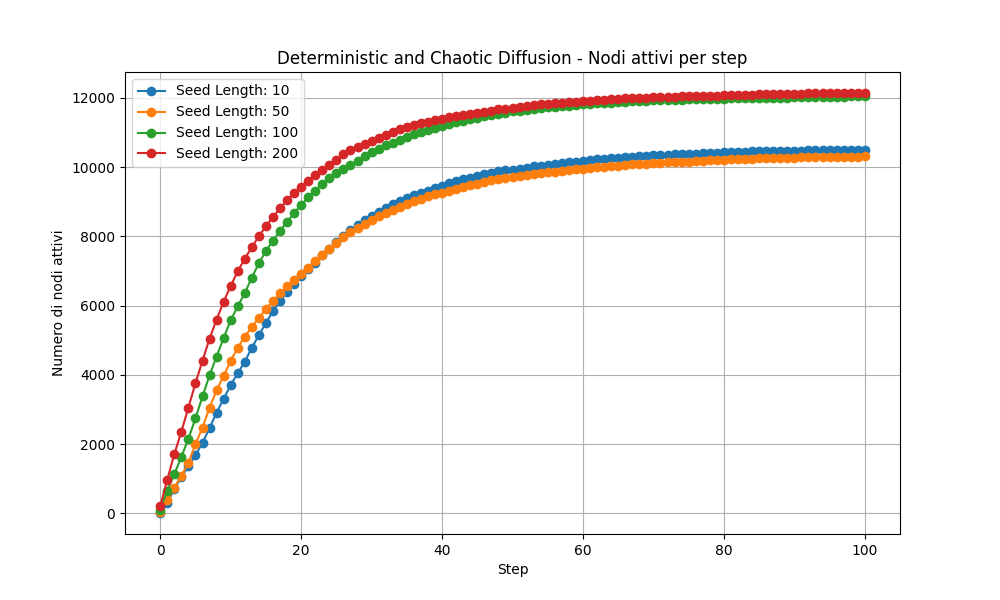 Deterministic and Chaotic Diffusion - Nodi attivi per step
Seed Length: 10
Seed Length: 50
Seed Length: 100
Seed Length: 200
Numero di nodi attivi
12000
10000
8000
6000
4000
2000
0
0 20 40 60 80 100
Step